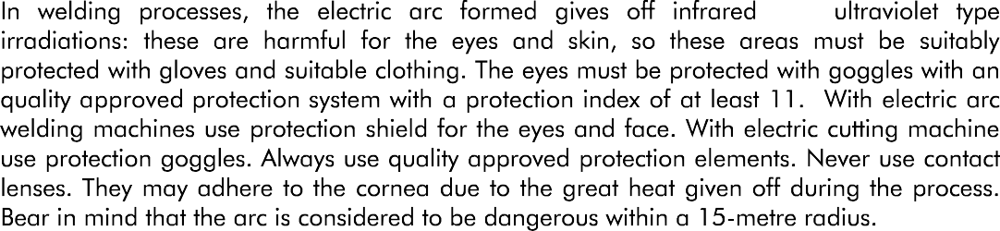 In welding processes, the electric arc formed gives off infrared ultraviolet type
irradiations: these are harmful for the eyes and skin, so these areas must be suitably
protected with gloves and suitable clothing. The eyes must be protected with goggles with an
quality approved protection system with a protection index of at least 11. With electric arc
welding machines use protection shield for the eyes and face. With electric cutting machine
use protection goggles. Always use quality approved protection elements. Never use contact
lenses. They may adhere to the cornea due to the great heat given off during the process.
Bear in mind that the arc is considered to be dangerous within a 15-metre radius.